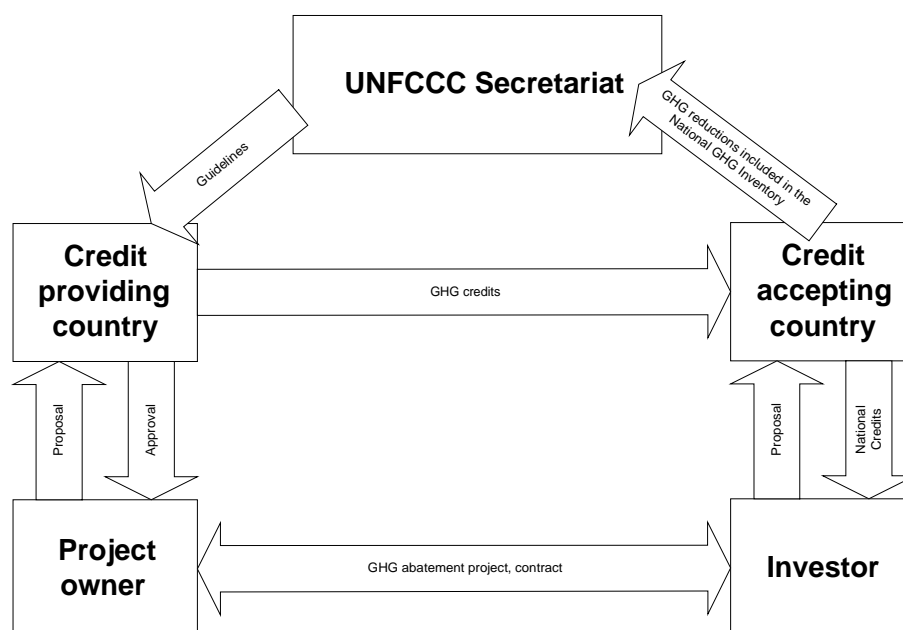 UNFCCC Secretariat
Guidelines
GHG reductions included in the
National GHG Inventory
Credit
providing
country
GHG credits
Credit
accepting
country
Proposal
Approval
Proposal
National
Credits
Project
owner
GHG abatement project, contract
Investor